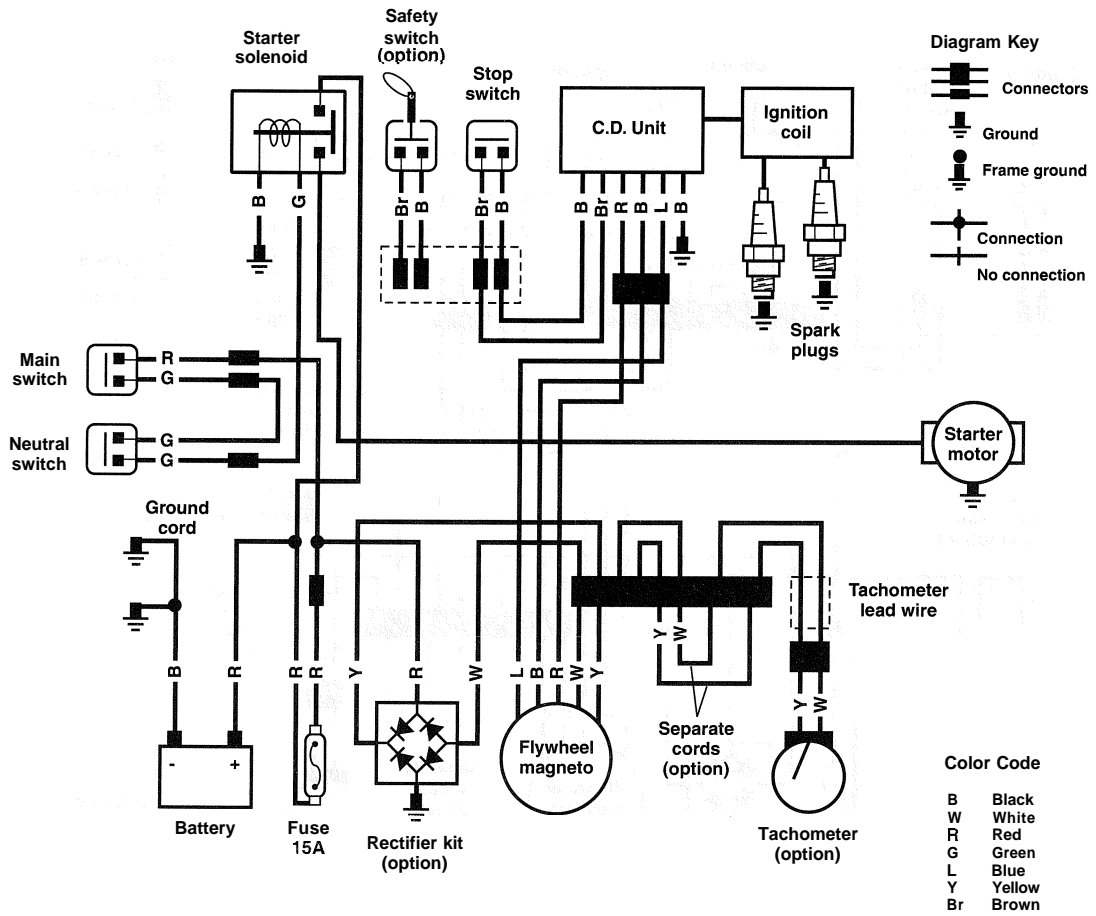 Safety
switch
(option)
Starter
solenoid
Stop
switch
C.D. Unit
Ignition
coil
Diagram Key
Connectors
Ground
Frame ground
Connection
No connection
B
G
Br
B
Br
B
B
Br
R
B
L
B
Spark
plugs
Main
switch
R
G
Neutral
switch
G
G
Starter
motor
Ground
cord
Tachometer
lead wire
B
R
R
R
Y
R
W
L
B
R
W
Y
Y
W
Y
W
Separate
cords
(option)
Flywheel
magneto
-
+
Battery
Fuse
15A
Rectifier kit
(option)
Tachometer
(option)
Color Code
B Black
W White
R Red
G Green
L Blue
Y Yellow
Br Brown